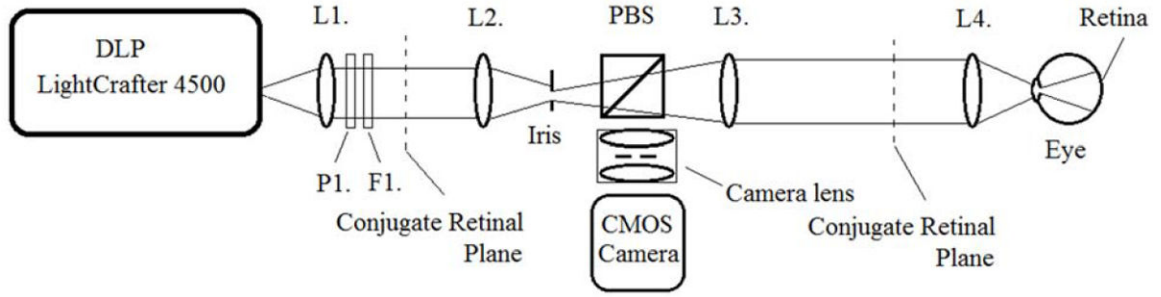 L1.
L2.
PBS
L3.
L4.
Retina
DLP
LightCrafter 4500
Iris
Eye
P1.
F1.
Camera lens
Conjugate Retinal
Plane
CMOS
Camera
Conjugate Retinal
Plane